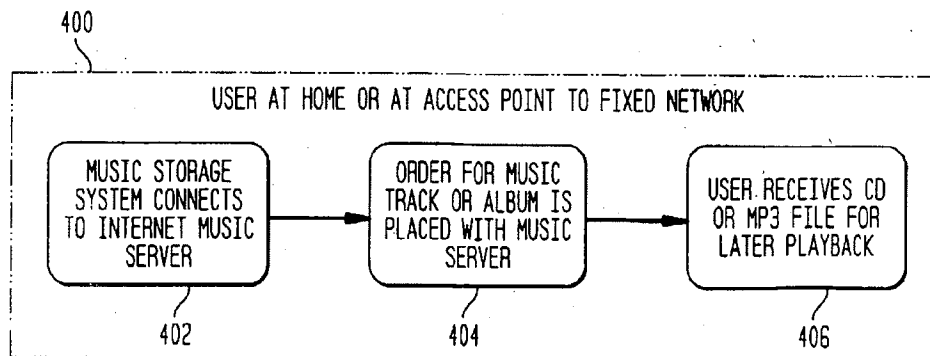 400
USER AT HOME OR AT ACCESS POINT TO FIXED NETWORK
MUSIC STORAGE
SYSTEM CONNECTS
TO INTERNET MUSIC
SERVER
402
ORDER FOR MUSIC
TRACK OR ALBUM IS
PLACED WITH MUSIC
SERVER
404
USER RECEIVES CD
OR MP3 FILE FOR
LATER PLAYBACK
406